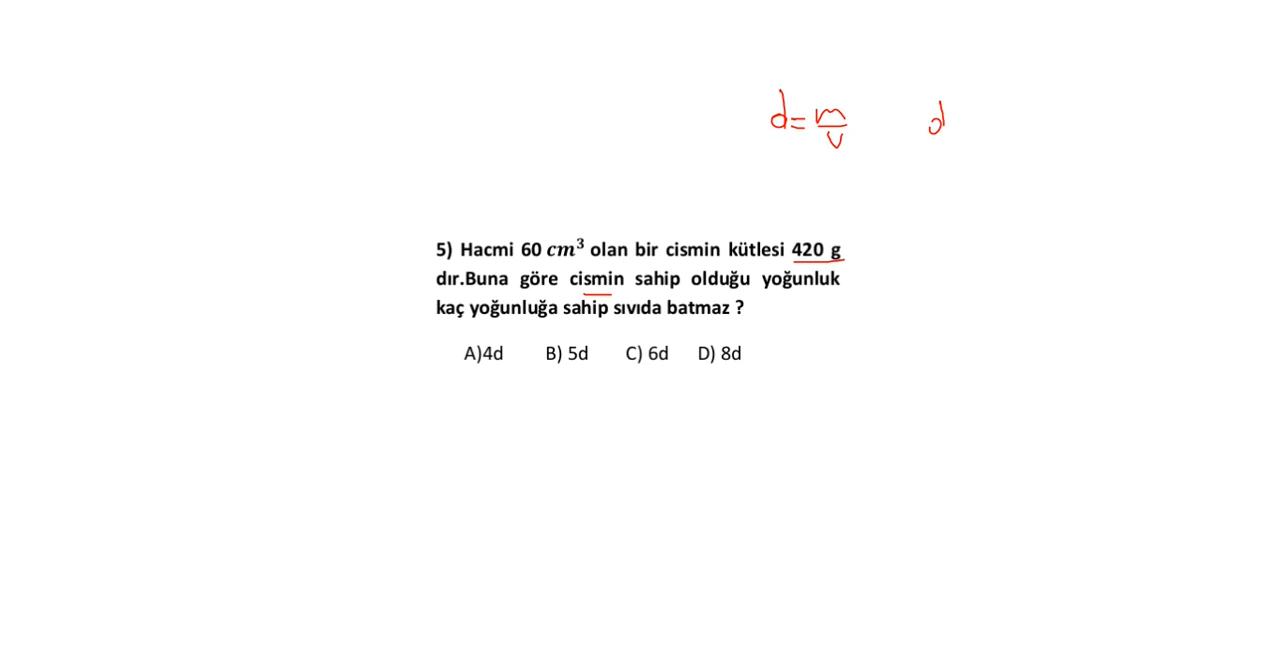 d = m/v d
5) Hacmi 60 cm³ olan bir cismin kütlesi 420 g
dır.Buna göre cismin sahip olduğu yoğunluk
kaç yoğunluğa sahip sıvıda batmaz ?
A)4d B) 5d C) 6d D) 8d